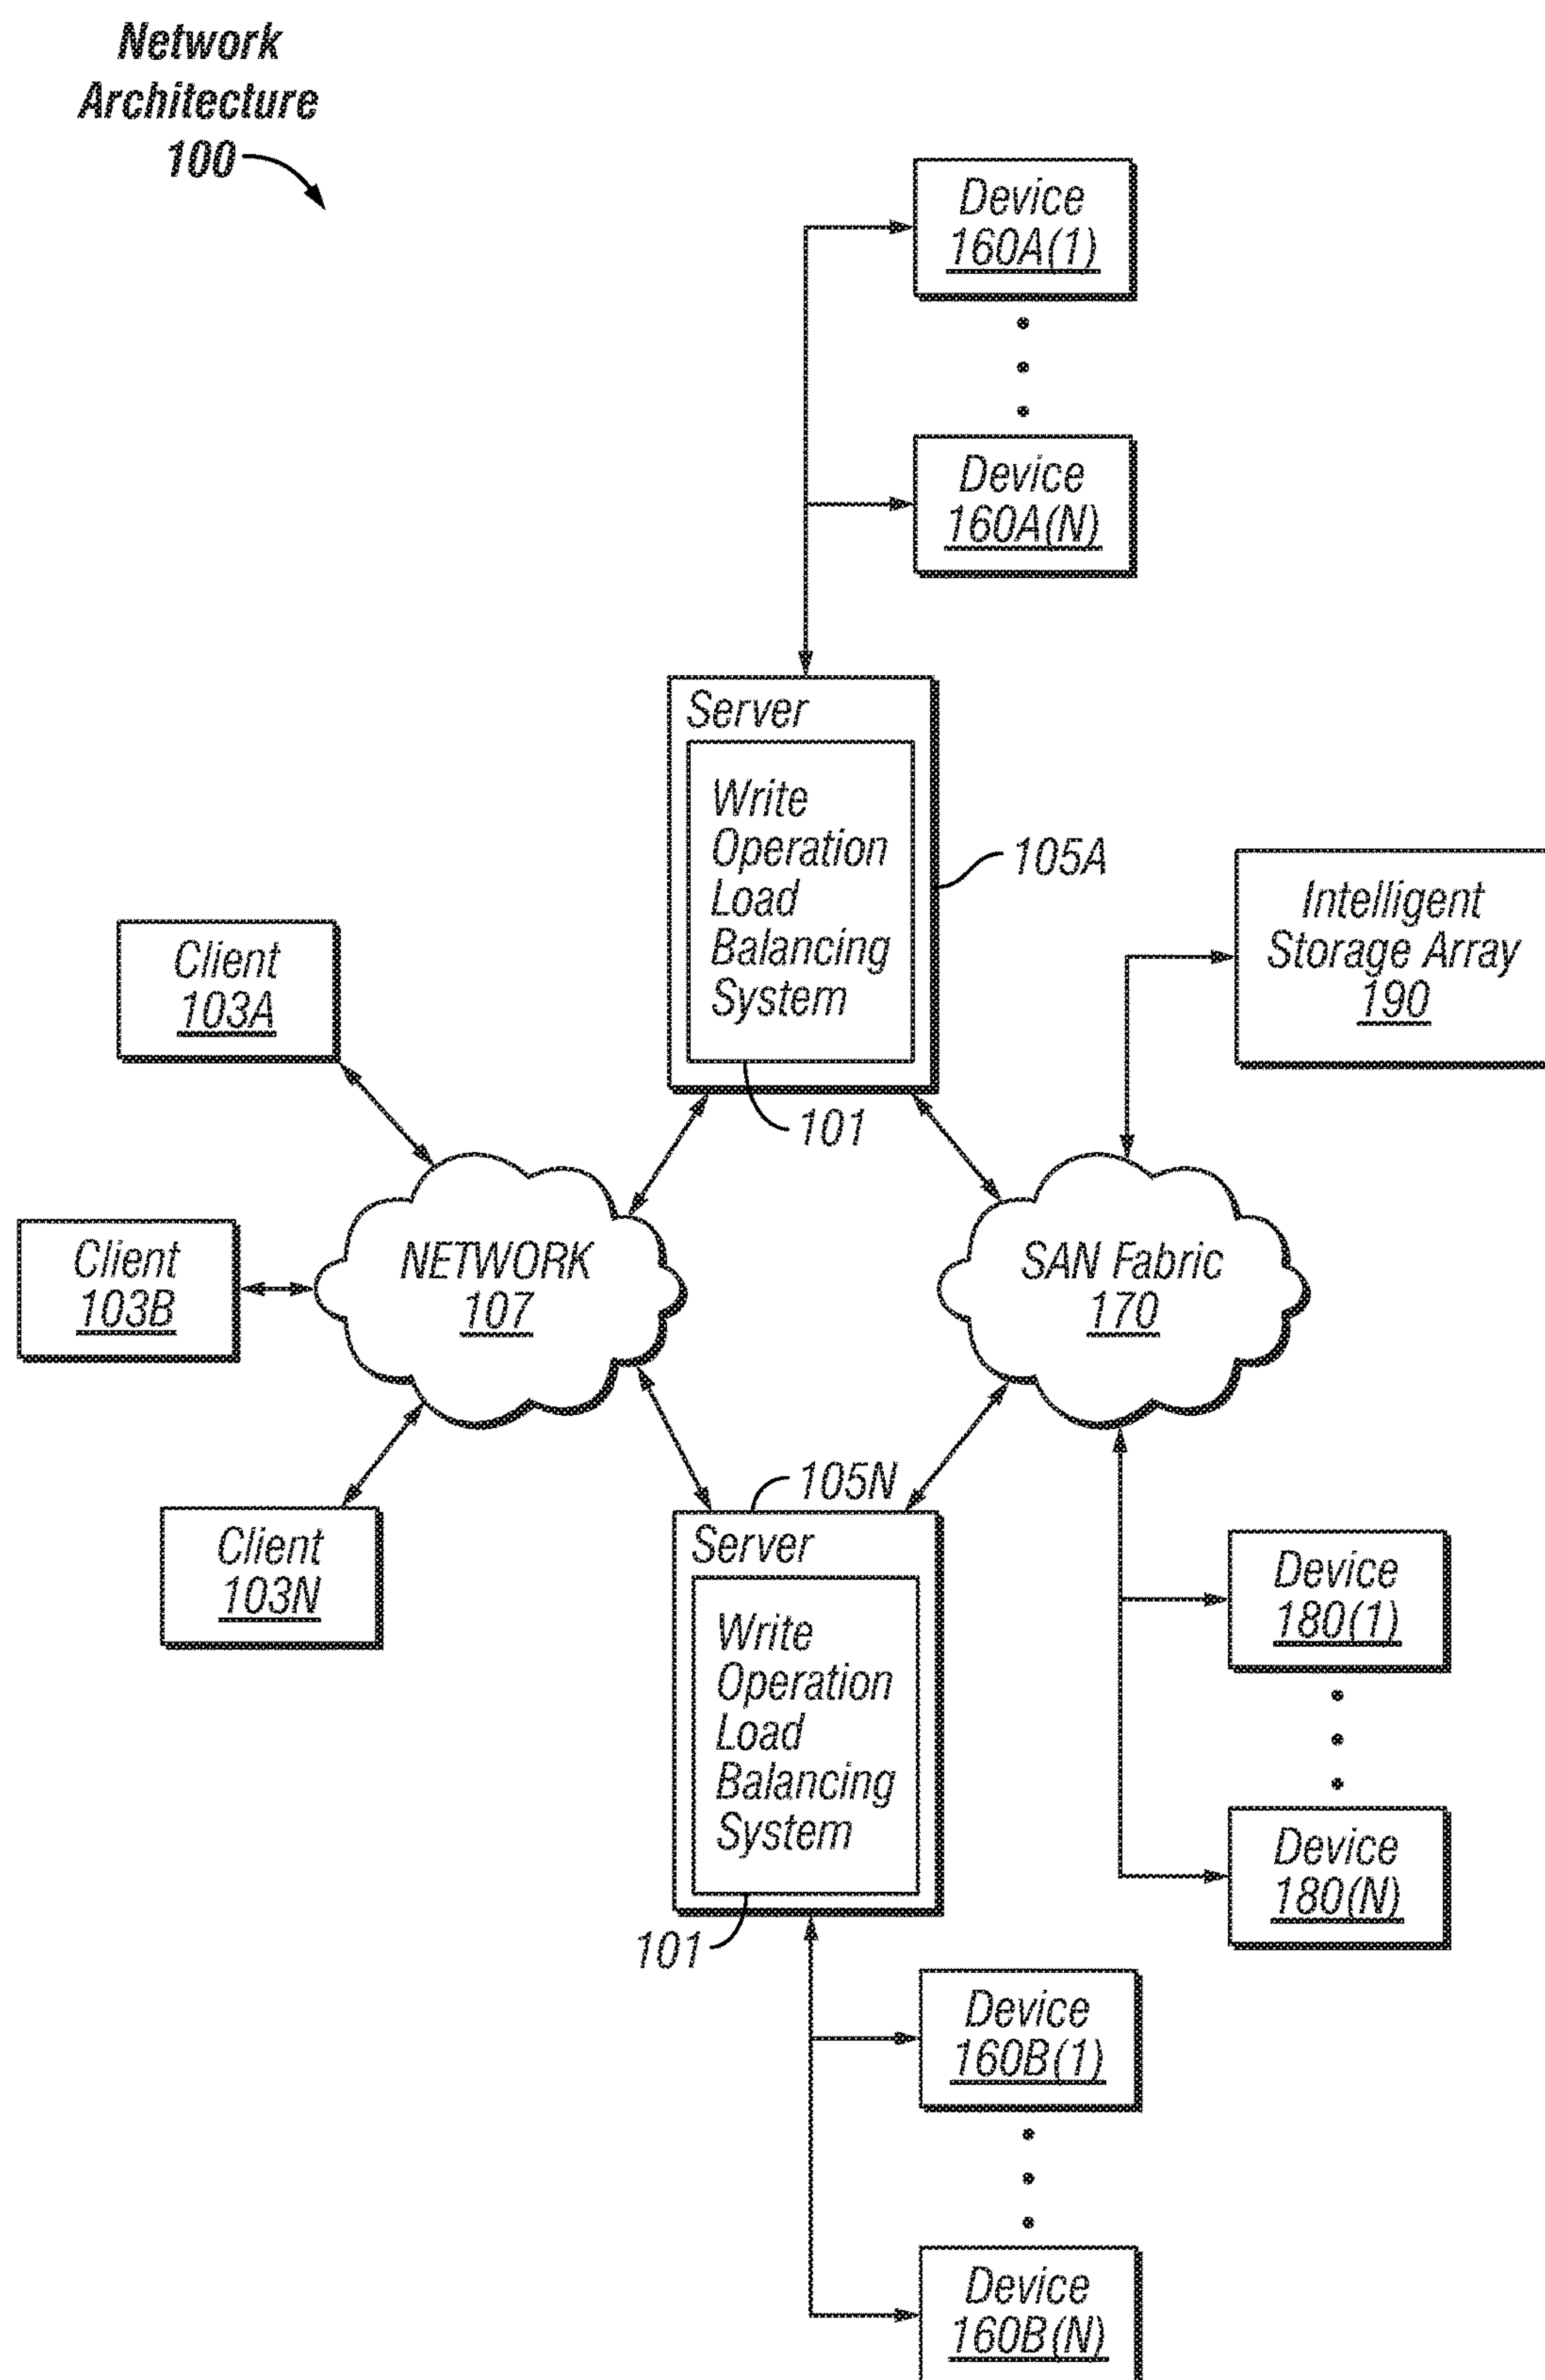 Network
Architecture
100
Device
160A(1)
Device
160A(N)
Server
Write
Operation
Load
Balancing
System
105A
101
Intelligent
Storage Array
190
Client
103A
Client
103B
NETWORK
107
SAN Fabric
170
Client
103N
105N
Server
Write
Operation
Load
Balancing
System
101
Device
180(1)
Device
180(N)
Device
160B(1)
Device
160B(N)